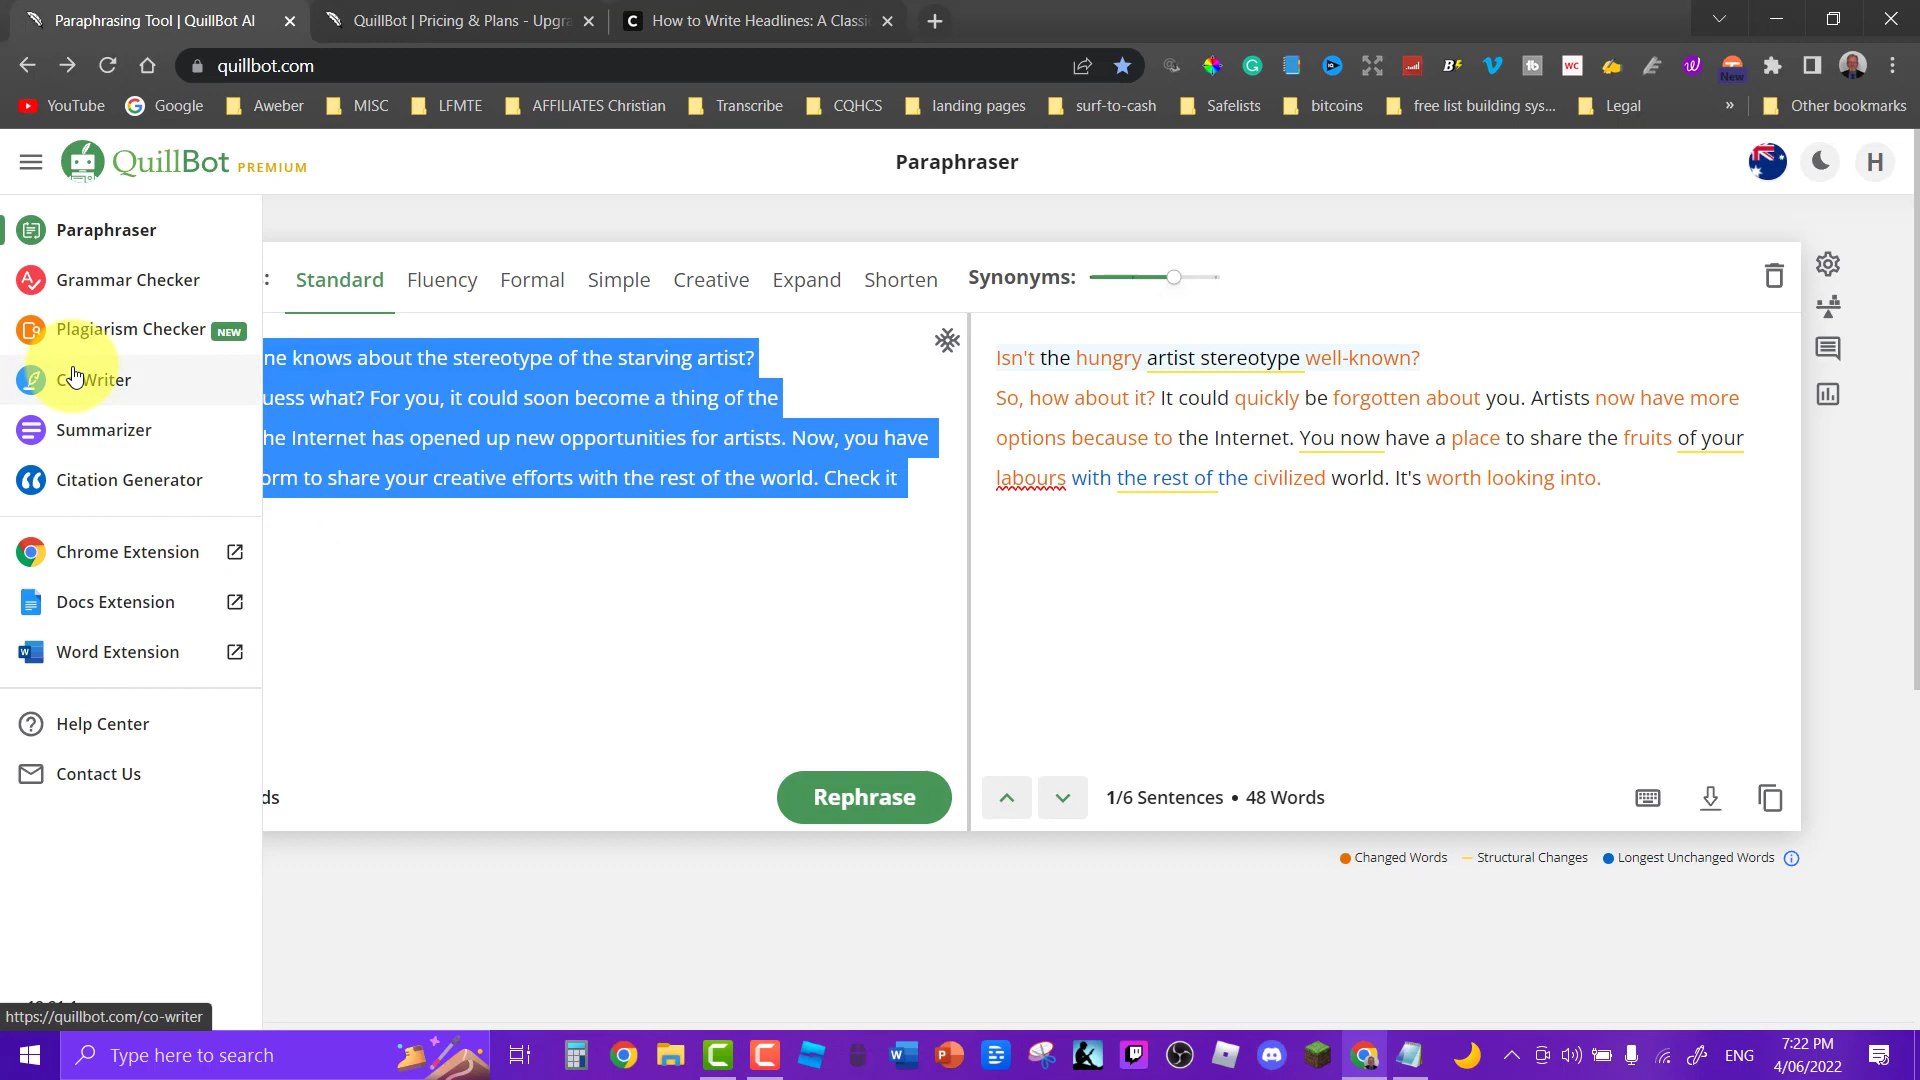 Paraphrasing Tool | QuillBot AI
QuillBot | Pricing & Plans - Upgra
How to Write Headlines: A Classi
quillbot.com
New
YouTube
Google
Aweber
MISC
LFMTE
AFFILIATES Christian
Transcribe
CQHCS
landing pages
surf-to-cash
Safelists
bitcoins
free list building sys...
Legal
»
Other bookmarks
QuillBot PREMIUM
Paraphraser
H
Paraphraser
Grammar Checker
Plagiarism Checker NEW
Co-Writer
Summarizer
Citation Generator
Chrome Extension
Docs Extension
Word Extension
Help Center
Contact Us
: Standard Fluency Formal Simple Creative Expand Shorten Synonyms:
ne knows about the stereotype of the starving artist?
uess what? For you, it could soon become a thing of the
he Internet has opened up new opportunities for artists. Now, you have
orm to share your creative efforts with the rest of the world. Check it
ds
Rephrase
Isn't the hungry artist stereotype well-known?
So, how about it? It could quickly be forgotten about you. Artists now have more
options because to the Internet. You now have a place to share the fruits of your
labours with the rest of the civilized world. It's worth looking into.
1/6 Sentences • 48 Words
Changed Words
Structural Changes
Longest Unchanged Words
https://quillbot.com/co-writer
Type here to search
ENG
7:22 PM
4/06/2022